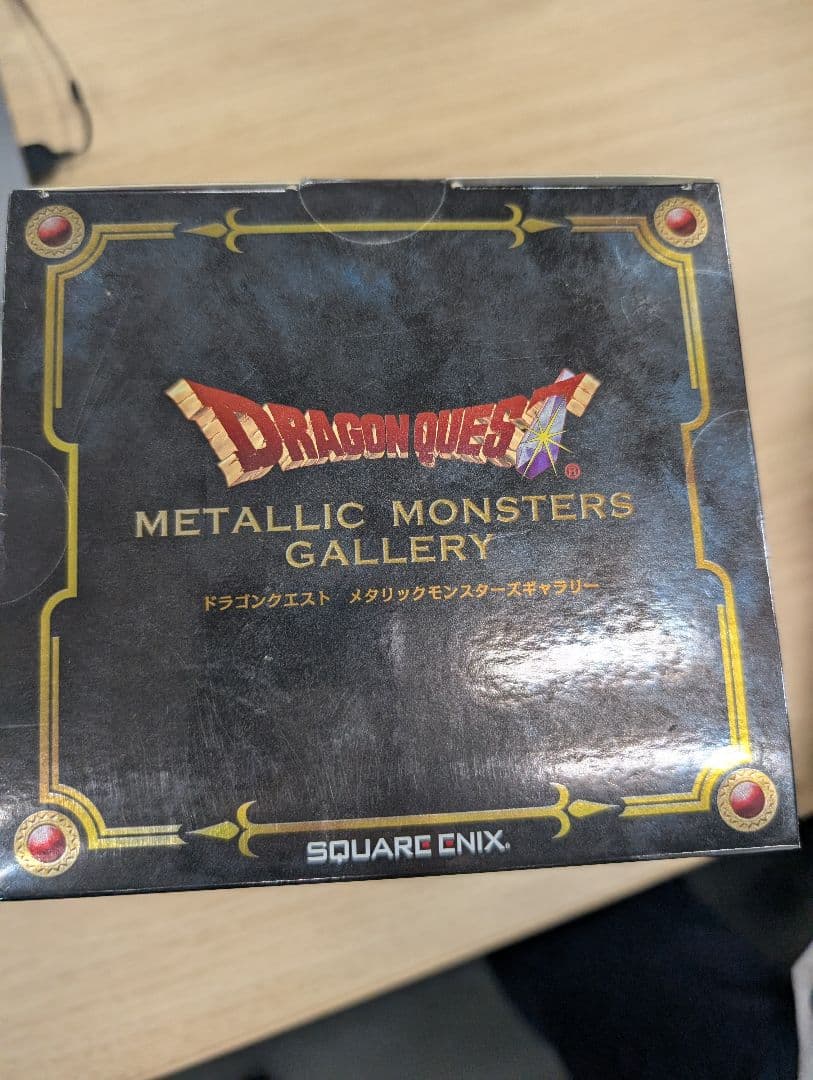 DRAGON QUEST®
METALLIC MONSTERS
GALLERY
ドラゴンクエスト メタリックモンスターズギャラリー
SQUARE ENIX®